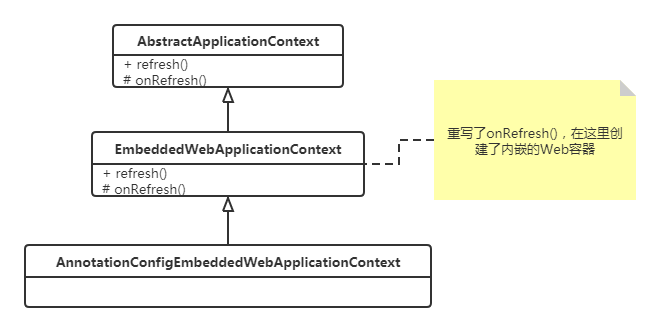 AbstractApplicationContext
+ refresh()
# onRefresh()
EmbeddedWebApplicationContext
+ refresh()
# onRefresh()
重写了onRefresh()，在这里创
建了内嵌的Web容器
AnnotationConfigEmbeddedWebApplicationContext